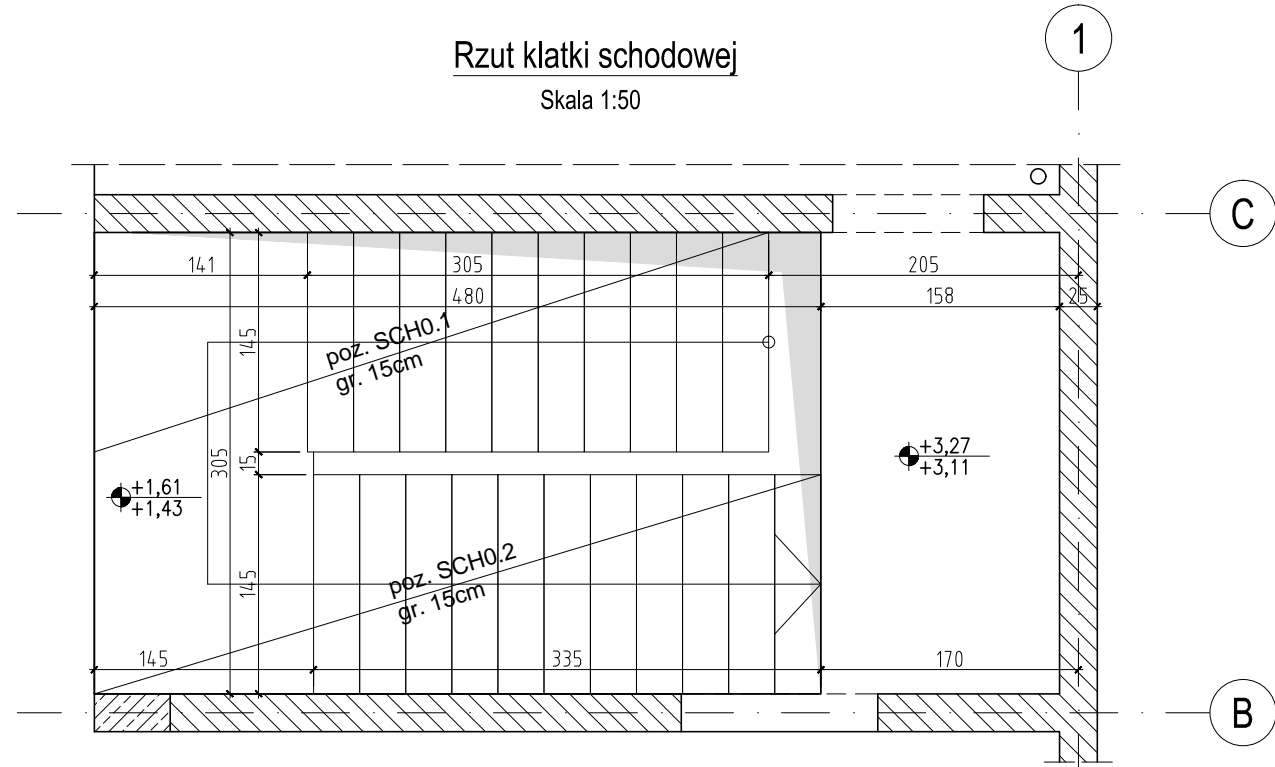 Rzut klatki schodowej
Skala 1:50
1
C
141
305
205
480
158
25
145
poz. SCH0.1
gr. 15cm
305
15
+3,27
+3,11
+1,61
+1,43
145
poz. SCH0.2
gr. 15cm
145
335
170
B